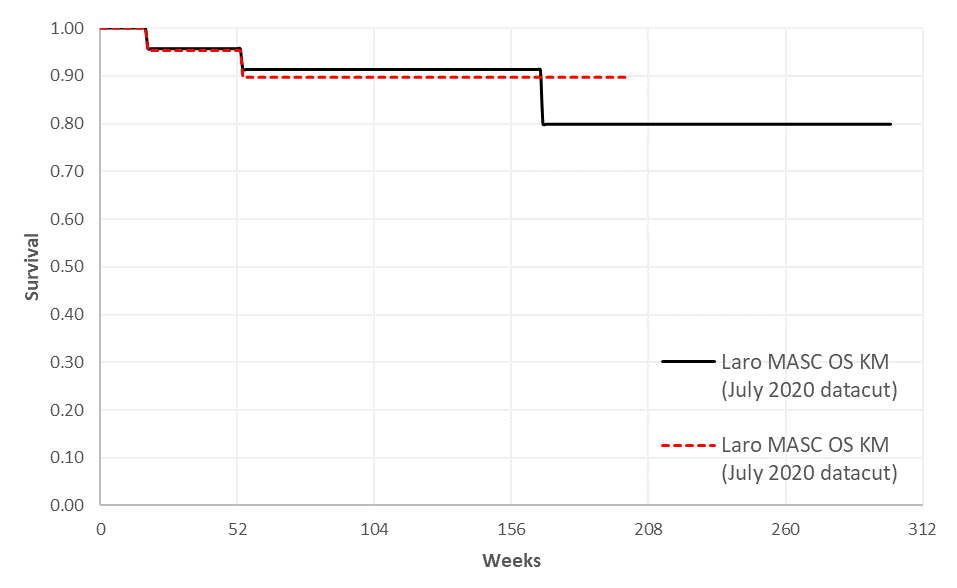 1.00
0.90
0.80
0.70
0.60
0.50
0.40
0.30
0.20
0.10
0.00
Survival
0 52 104 156 208 260 312
Weeks
Laro MASC OS KM
(July 2020 datacut)
Laro MASC OS KM
(July 2020 datacut)